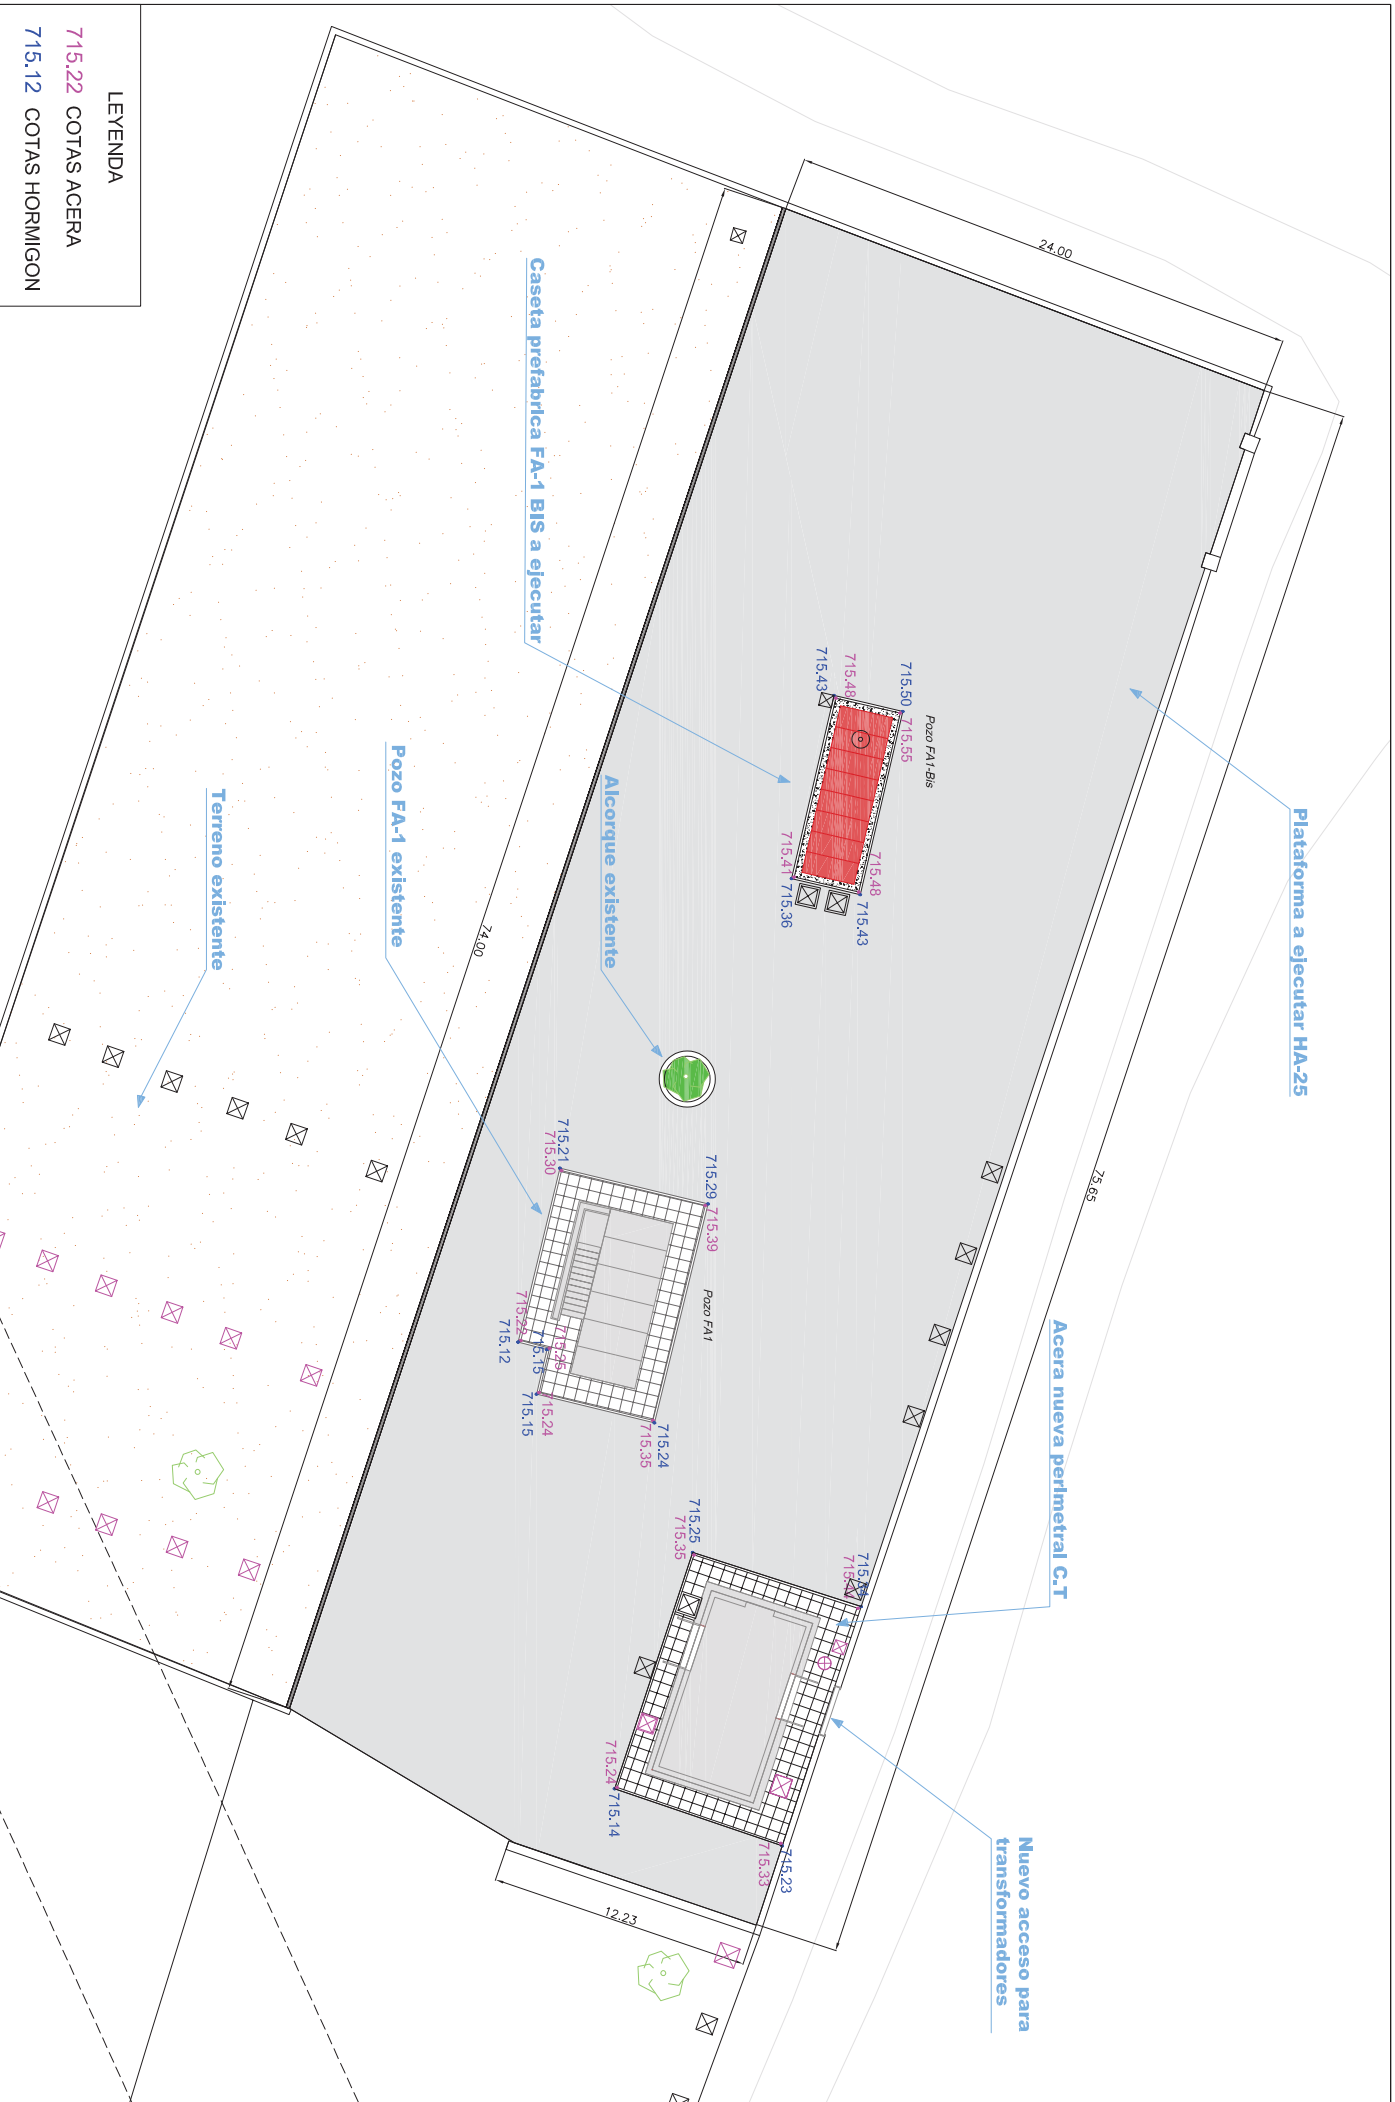 LEYENDA
715.22 COTAS ACERA
715.12 COTAS HORMIGON
24.00
75.65
74.00
12.23
Plataforma a ejecutar HA-25
Caseta prefabrica FA-1 BIS a ejecutar
Pozo FA1-Bis
715.50
715.55
715.48
715.43
715.48
715.43
715.41
715.36
Alcorque existente
Pozo FA-1 existente
Terreno existente
Pozo FA1
715.29
715.39
715.21
715.30
715.22
715.12
715.25
715.15
715.24
715.15
715.24
715.35
Acera nueva perimetral C.T
Nuevo acceso para
transformadores
715.25
715.35
715.24
715.14
715.23
715.33